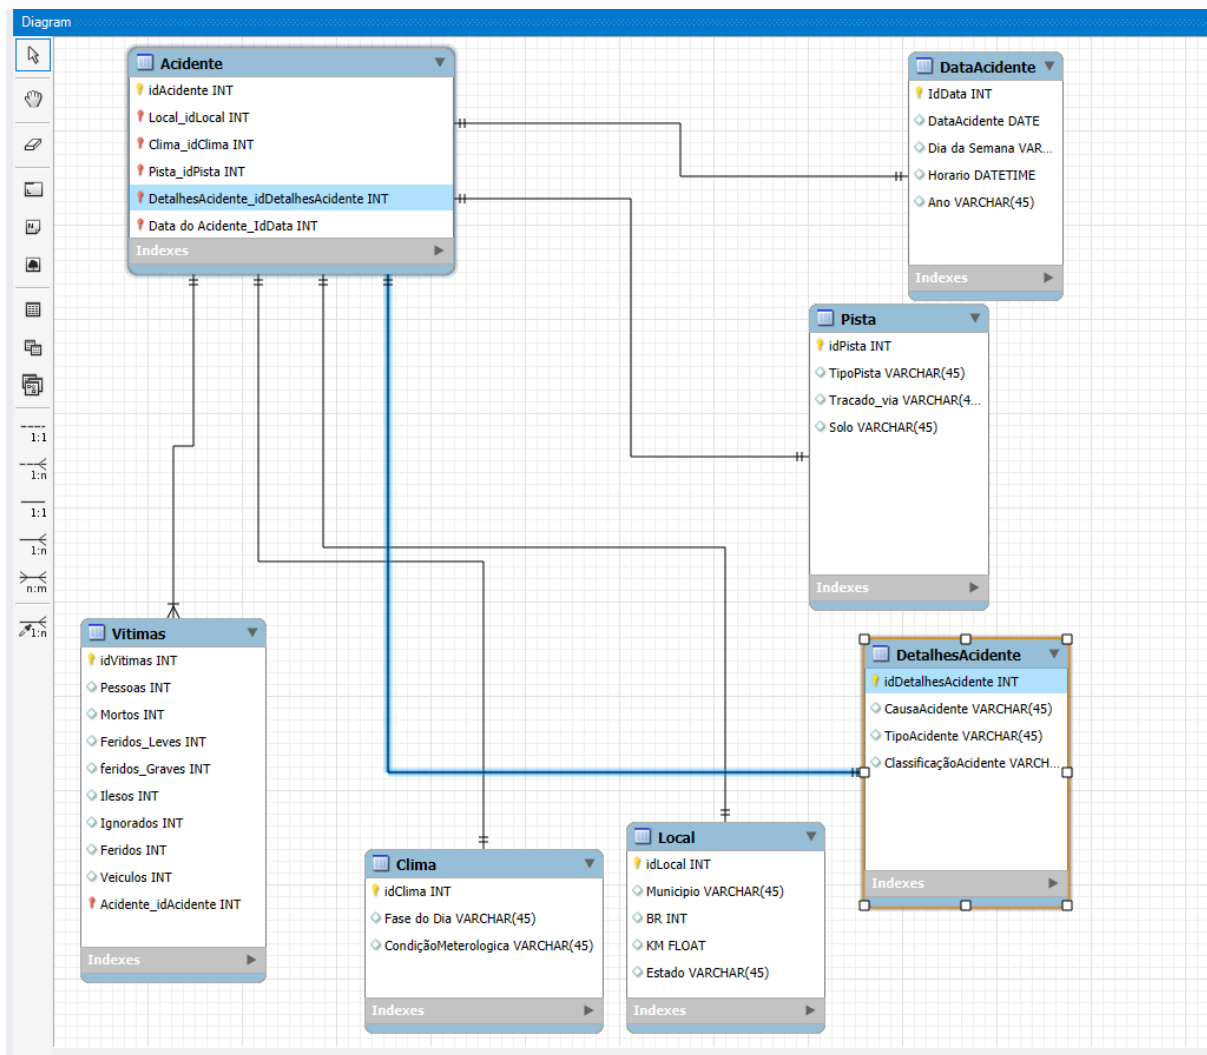 Diagram
Acidente
idAcidente INT
Local_idLocal INT
Clima_idClima INT
Pista_idPista INT
DetalhesAcidente_idDetalhesAcidente INT
Data do Acidente_IdData INT
Indexes
DataAcidente
IdData INT
DataAcidente DATE
Dia da Semana VAR...
Horario DATETIME
Ano VARCHAR(45)
Indexes
Pista
idPista INT
TipoPista VARCHAR(45)
Tracado_via VARCHAR(4...
Solo VARCHAR(45)
Indexes
1:1
1:n
1:1
1:n
n:m
1:n
Vitimas
idVitimas INT
Pessoas INT
Mortos INT
Feridos_Leves INT
feridos_Graves INT
Ilesos INT
Ignorados INT
Feridos INT
Veiculos INT
Acidente_idAcidente INT
Indexes
DetalhesAcidente
idDetalhesAcidente INT
CausaAcidente VARCHAR(45)
TipoAcidente VARCHAR(45)
ClassificaçãoAcidente VARCH...
Indexes
Clima
idClima INT
Fase do Dia VARCHAR(45)
CondiçãoMeterologica VARCHAR(45)
Indexes
Local
idLocal INT
Municipio VARCHAR(45)
BR INT
KM FLOAT
Estado VARCHAR(45)
Indexes